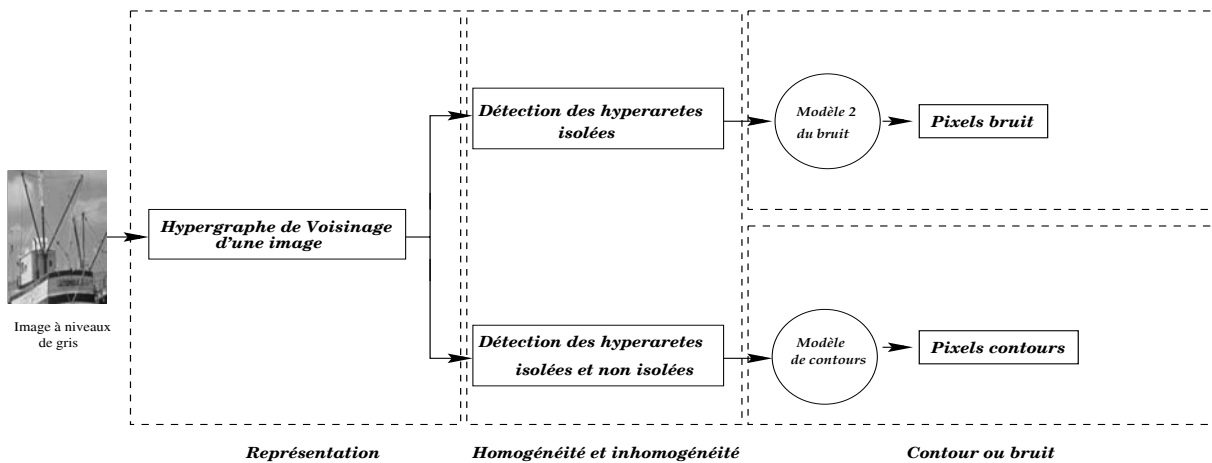 Image à niveaux
de gris
Hypergraphe de Voisinage
d'une image
Détection des hyperaretes
isolées
Modèle 2
du bruit
Pixels bruit
Détection des hyperaretes
isolées et non isolées
Modèle
de contours
Pixels contours
Représentation
Homogénéité et inhomogénéité
Contour ou bruit